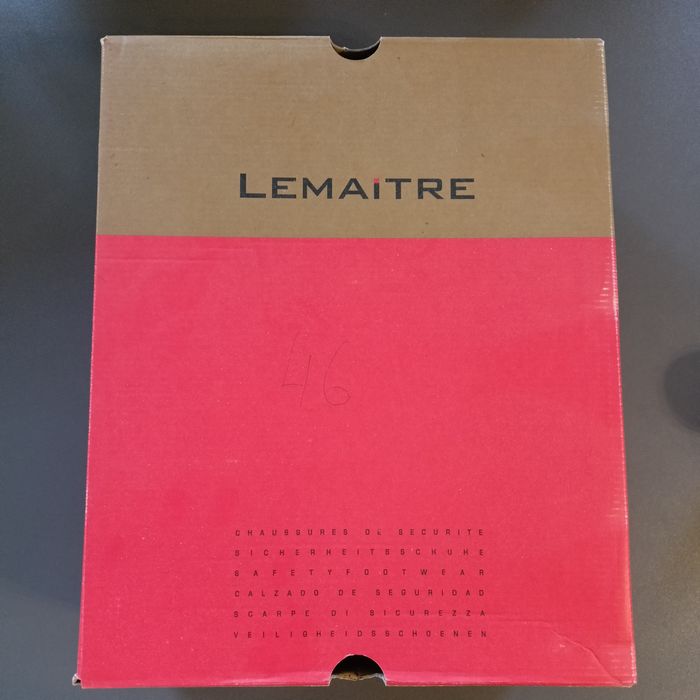 LEMAiTRE
46
CHAUSSURES DE SECURITE
SICHERHEITSSCHUHE
SAFETYFOOTWEAR
CALZADO DE SEGURIDAD
SCARPE DI SICUREZZA
VEILIGHEIDSSCHOENEN